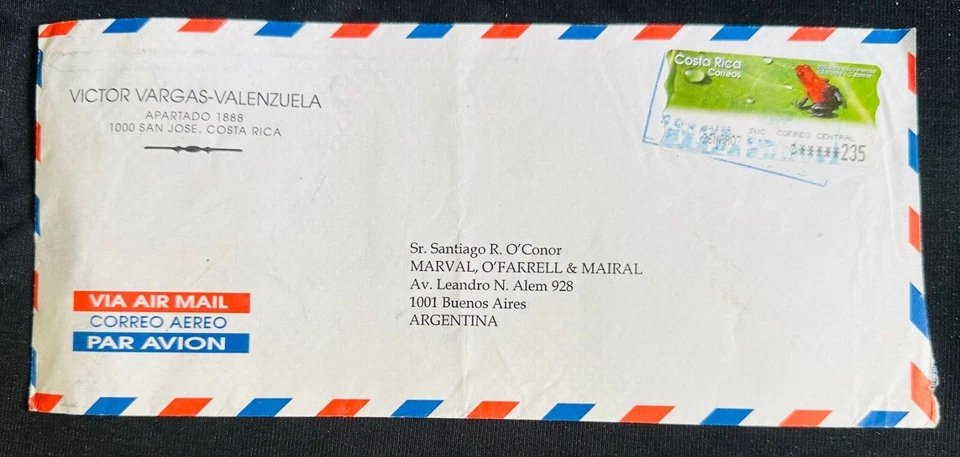 VICTOR VARGAS-VALENZUELA
APARTADO 1888
1000 SAN JOSE, COSTA RICA
Costa Rica
Correos
SUC CORREO CENTRAL
*****235
Sr. Santiago R. O'Conor
MARVAL, O'FARRELL & MAIRAL
Av. Leandro N. Alem 928
1001 Buenos Aires
ARGENTINA
VIA AIR MAIL
CORREO AEREO
PAR AVION